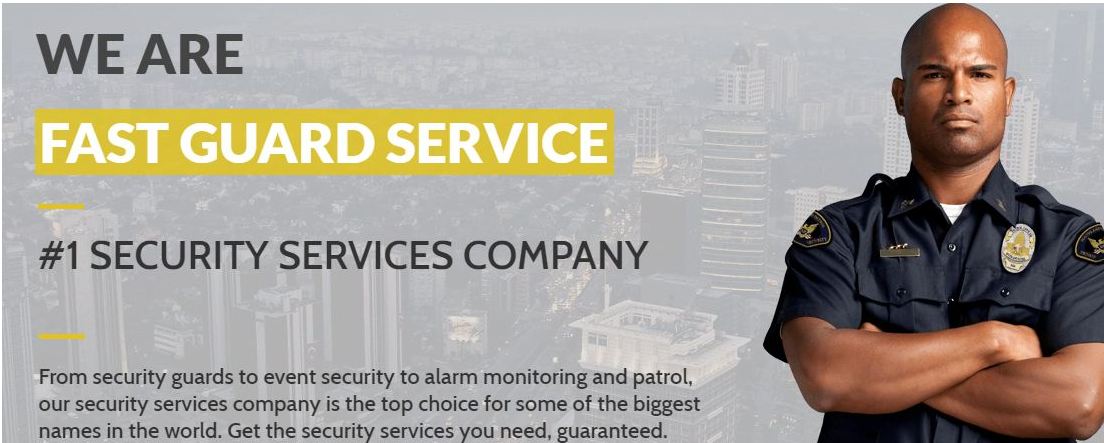 WE ARE
FAST GUARD SERVICE
#1 SECURITY SERVICES COMPANY
From security guards to event security to alarm monitoring and patrol,
our security services company is the top choice for some of the biggest
names in the world. Get the security services you need, guaranteed.
SECURITY